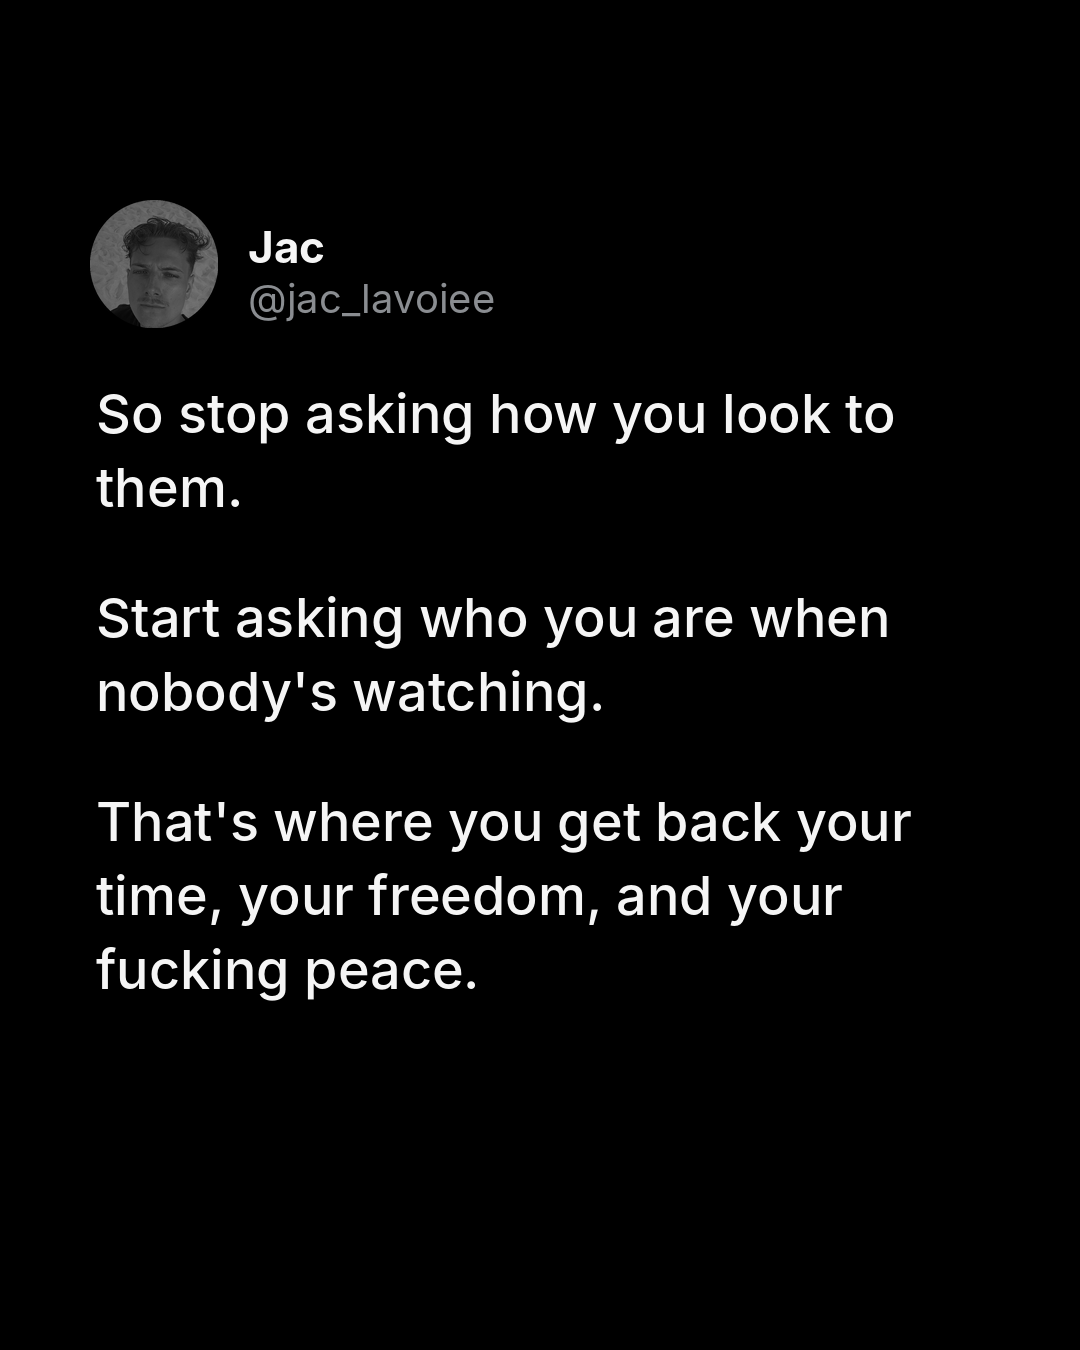 Jac
@jac_lavoiee
So stop asking how you look to
them.
Start asking who you are when
nobody's watching.
That's where you get back your
time, your freedom, and your
fucking peace.